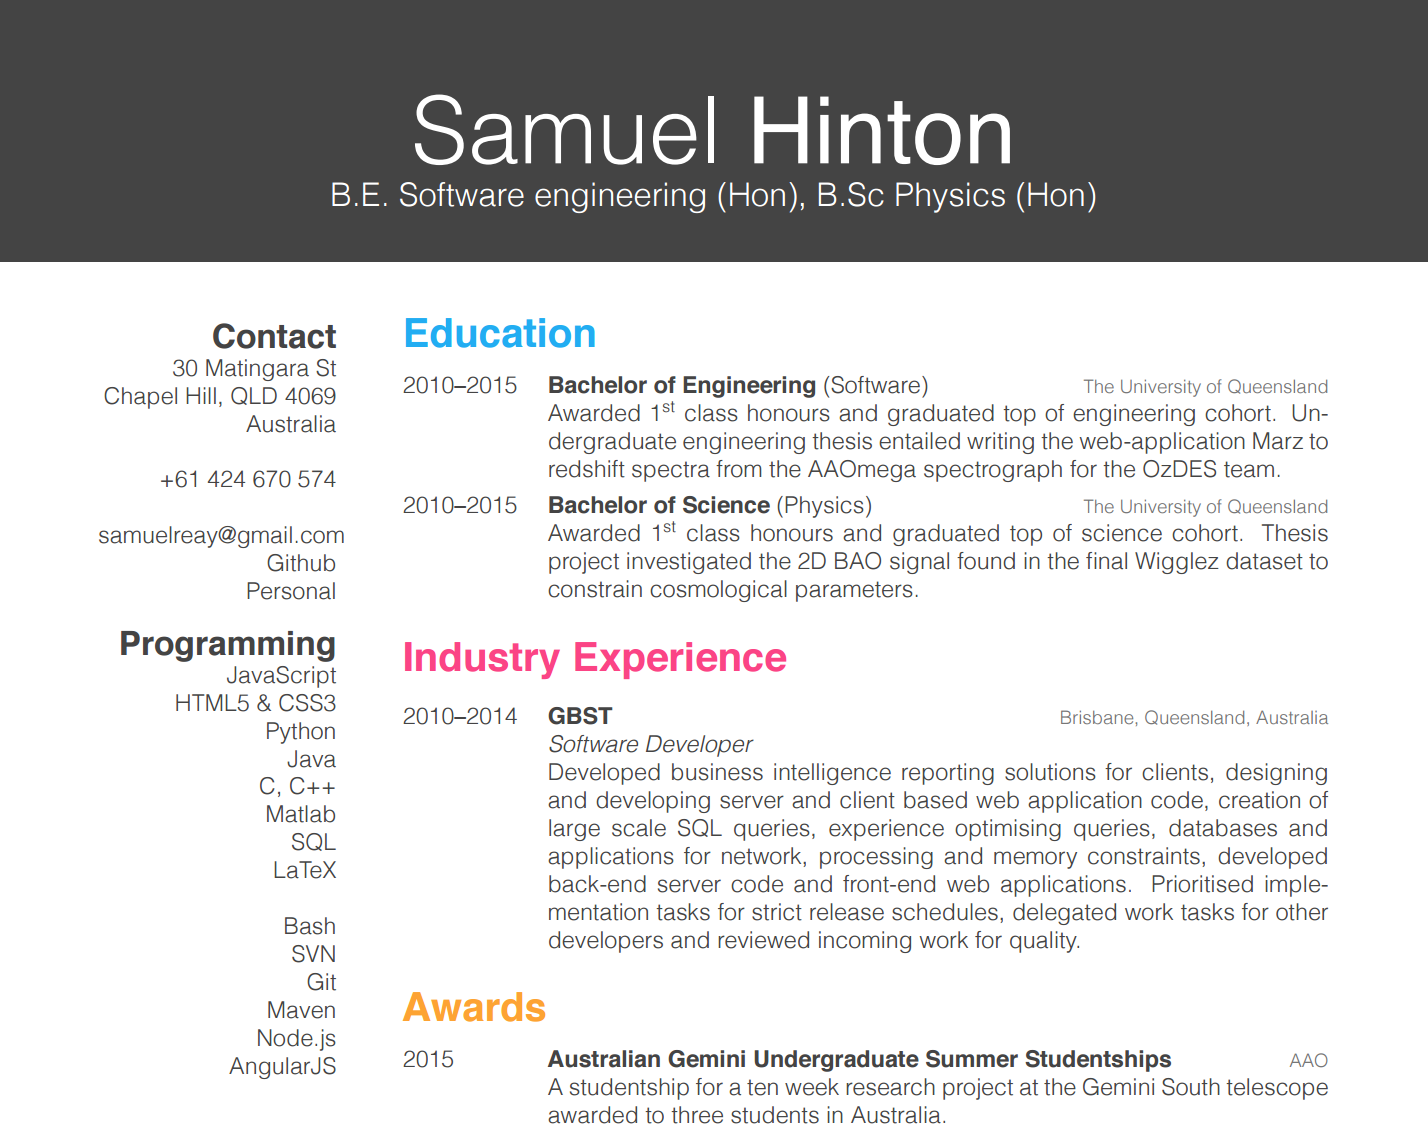 Samuel Hinton
B.E. Software engineering (Hon), B.Sc Physics (Hon)
Contact
30 Matingara St
Chapel Hill, QLD 4069
Australia
+61 424 670 574
samuelreay@gmail.com
Github
Personal
Programming
JavaScript
HTML5 & CSS3
Python
Java
C, C++
Matlab
SQL
LaTeX
Bash
SVN
Git
Maven
Node.js
AngularJS
Education
2010–2015 Bachelor of Engineering (Software) The University of Queensland
Awarded 1st class honours and graduated top of engineering cohort. Un-
dergraduate engineering thesis entailed writing the web-application Marz to
redshift spectra from the AAOmega spectrograph for the OzDES team.
2010–2015 Bachelor of Science (Physics) The University of Queensland
Awarded 1st class honours and graduated top of science cohort. Thesis
project investigated the 2D BAO signal found in the final Wigglez dataset to
constrain cosmological parameters.
Industry Experience
2010–2014 GBST Brisbane, Queensland, Australia
Software Developer
Developed business intelligence reporting solutions for clients, designing
and developing server and client based web application code, creation of
large scale SQL queries, experience optimising queries, databases and
applications for network, processing and memory constraints, developed
back-end server code and front-end web applications. Prioritised imple-
mentation tasks for strict release schedules, delegated work tasks for other
developers and reviewed incoming work for quality.
Awards
2015 Australian Gemini Undergraduate Summer Studentships AAO
A studentship for a ten week research project at the Gemini South telescope
awarded to three students in Australia.